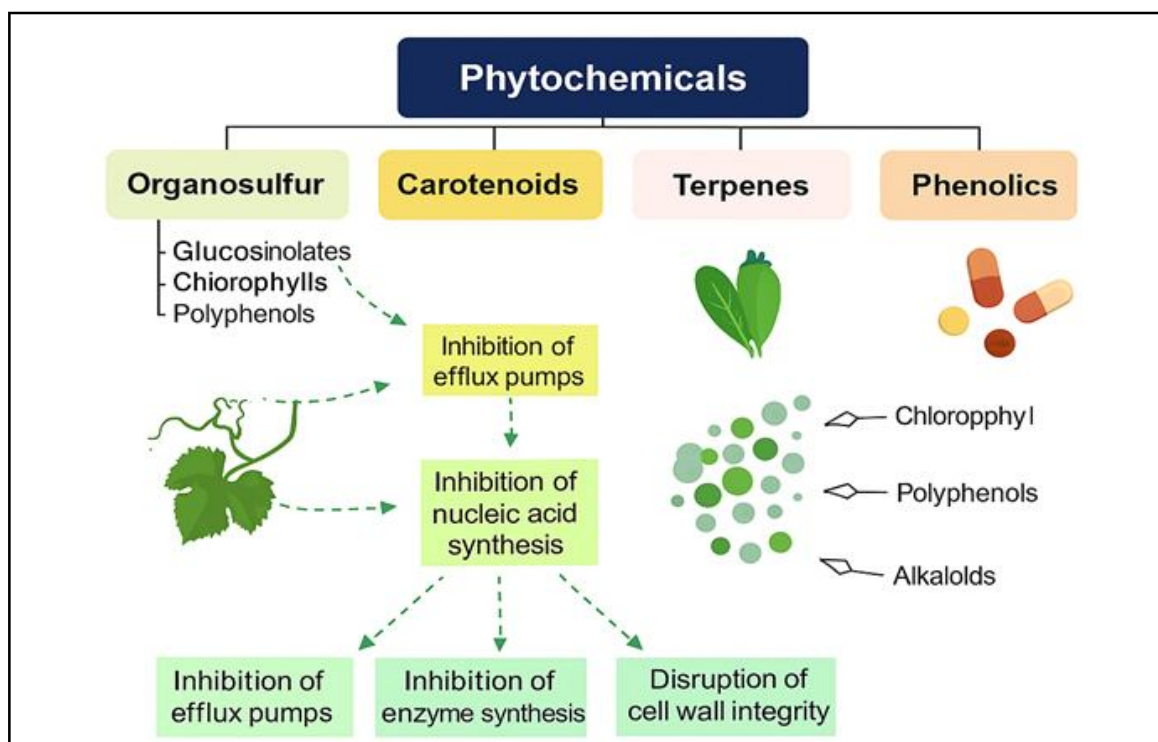 Phytochemicals
Organosulfur
Carotenoids
Terpenes
Phenolics
Glucosinolates
Chiorophylls
Polyphenols
Inhibition of
efflux pumps
Inhibition of
nucleic acid
synthesis
Chloropphyl
Polyphenols
Alkalolds
Inhibition of
efflux pumps
Inhibition of
enzyme synthesis
Disruption of
cell wall integrity